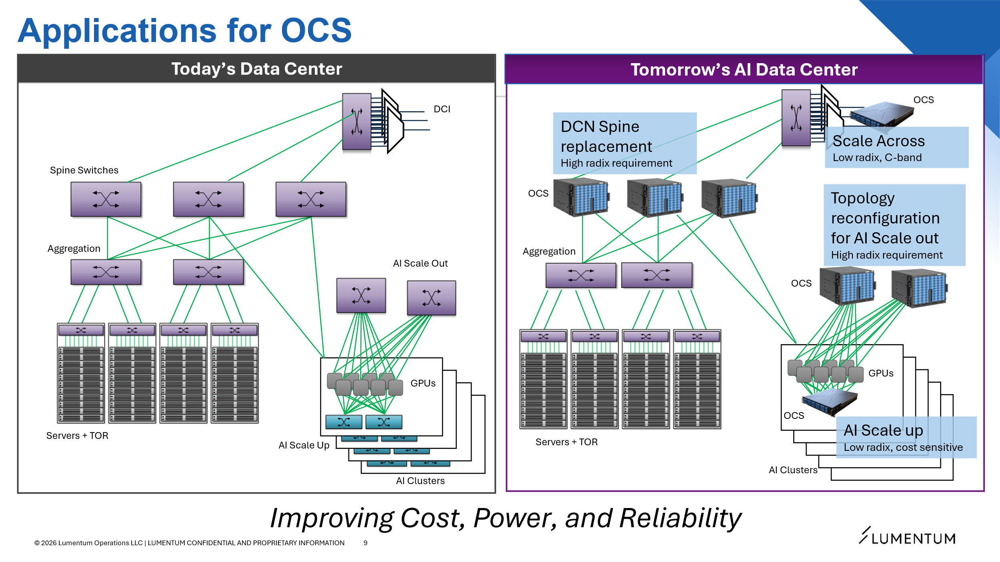 Applications for OCS
Today's Data Center
DCI
Spine Switches
Aggregation
AI Scale Out
GPUs
Servers + TOR
AI Scale Up
AI Clusters
Tomorrow's AI Data Center
OCS
DCN Spine
replacement
High radix requirement
Scale Across
Low radix, C-band
OCS
Topology
reconfiguration
for AI Scale out
High radix requirement
Aggregation
OCS
GPUs
OCS
AI Scale up
Low radix, cost sensitive
Servers + TOR
AI Clusters
Improving Cost, Power, and Reliability
© 2026 Lumentum Operations LLC | LUMENTUM CONFIDENTIAL AND PROPRIETARY INFORMATION 9
LUMENTUM